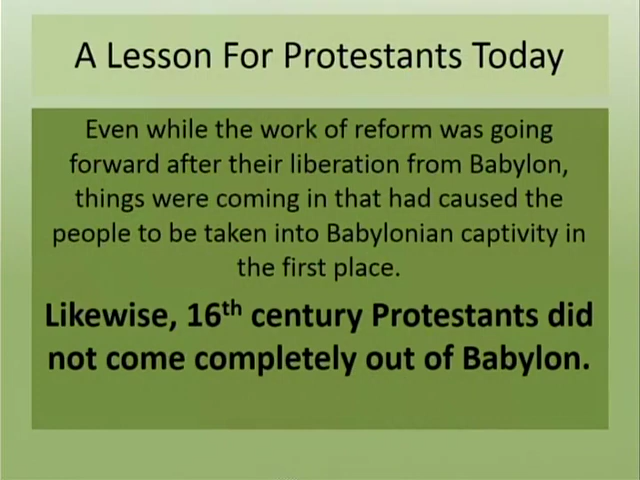 A Lesson For Protestants Today
Even while the work of reform was going
forward after their liberation from Babylon,
things were coming in that had caused the
people to be taken into Babylonian captivity in
the first place.
Likewise, 16th century Protestants did
not come completely out of Babylon.